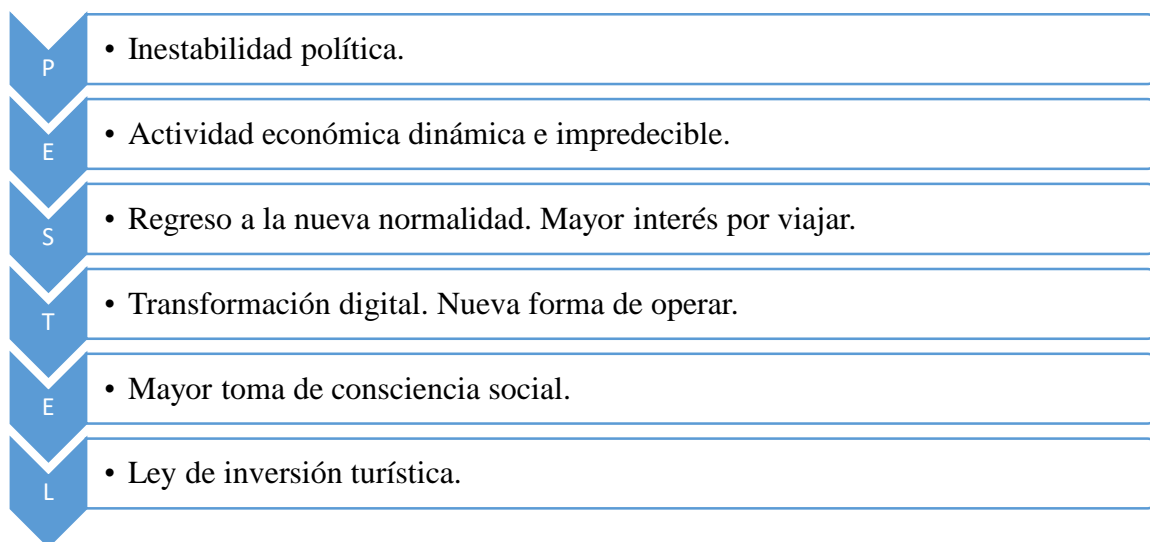 P
• Inestabilidad política.
E
• Actividad económica dinámica e impredecible.
S
• Regreso a la nueva normalidad. Mayor interés por viajar.
T
• Transformación digital. Nueva forma de operar.
E
• Mayor toma de consciencia social.
L
• Ley de inversión turística.